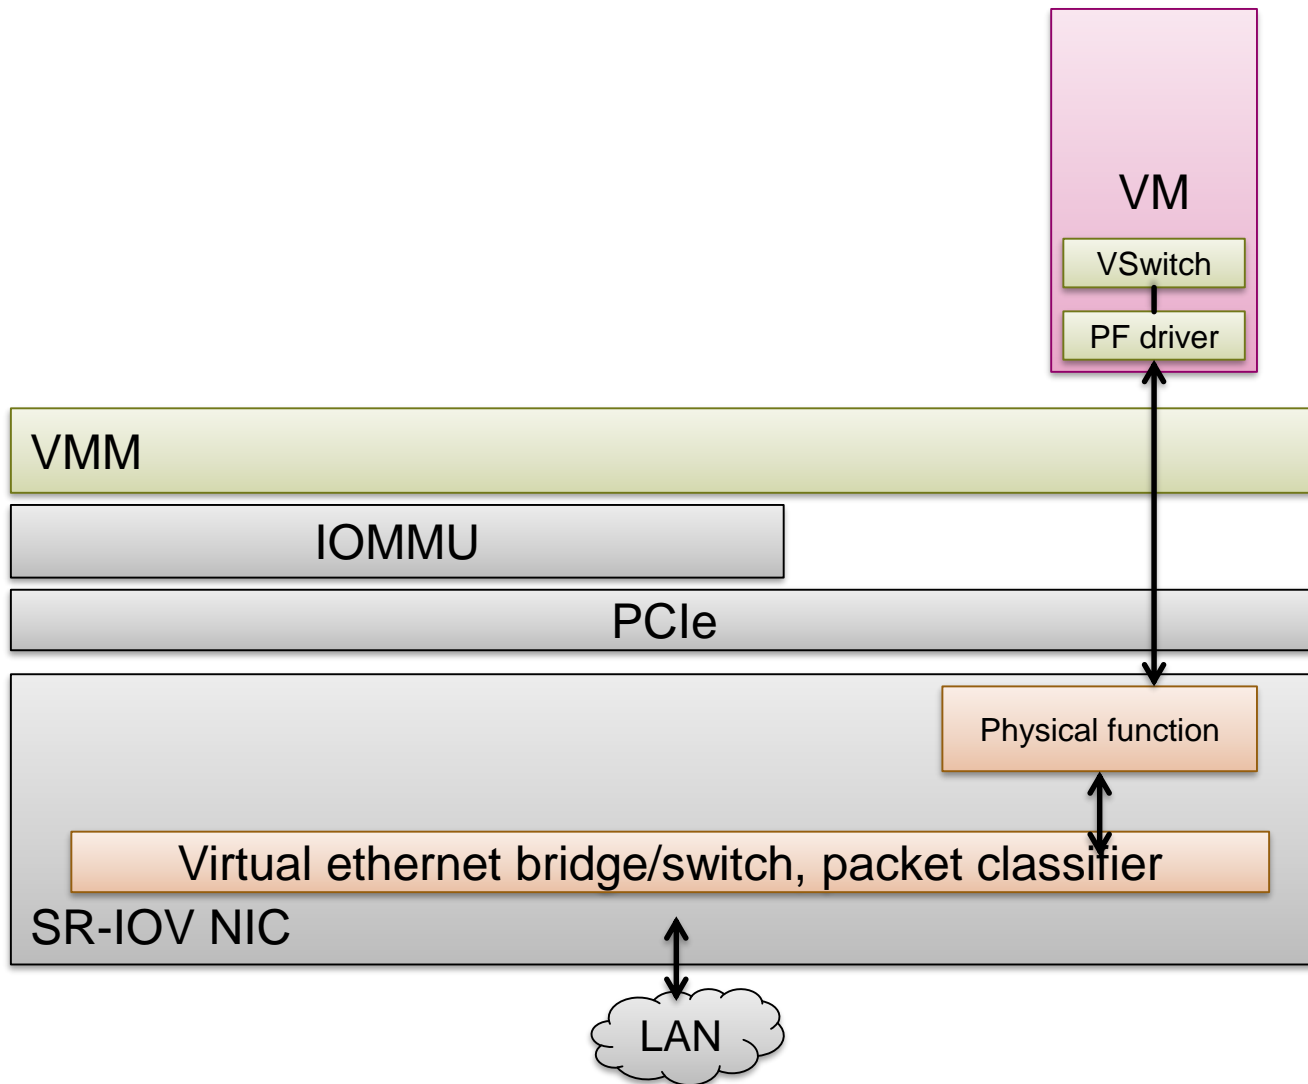 VM
VSwitch
PF driver
VMM
IOMMU
PCIe
Physical function
Virtual ethernet bridge/switch, packet classifier
SR-IOV NIC
LAN